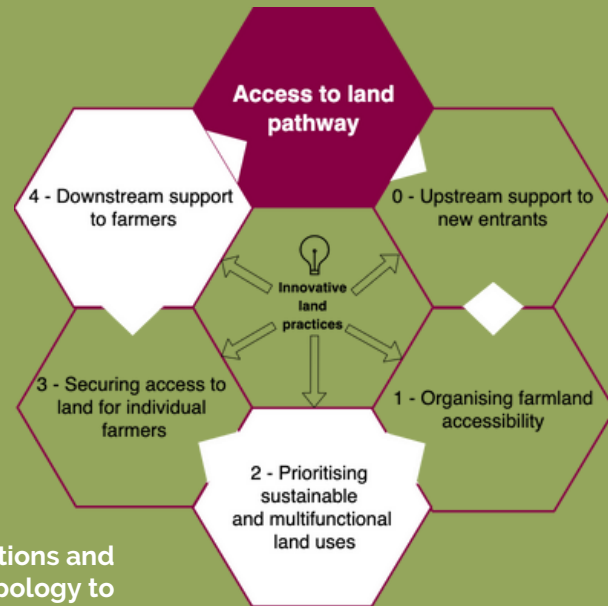 Access to land
pathway
4 - Downstream support
to farmers
0 - Upstream support to
new entrants
Innovative
land
practices
3 - Securing access to
land for individual
farmers
1 - Organising farmland
accessibility
2 - Prioritising
sustainable
and multifunctional
land uses
tions and
pology to